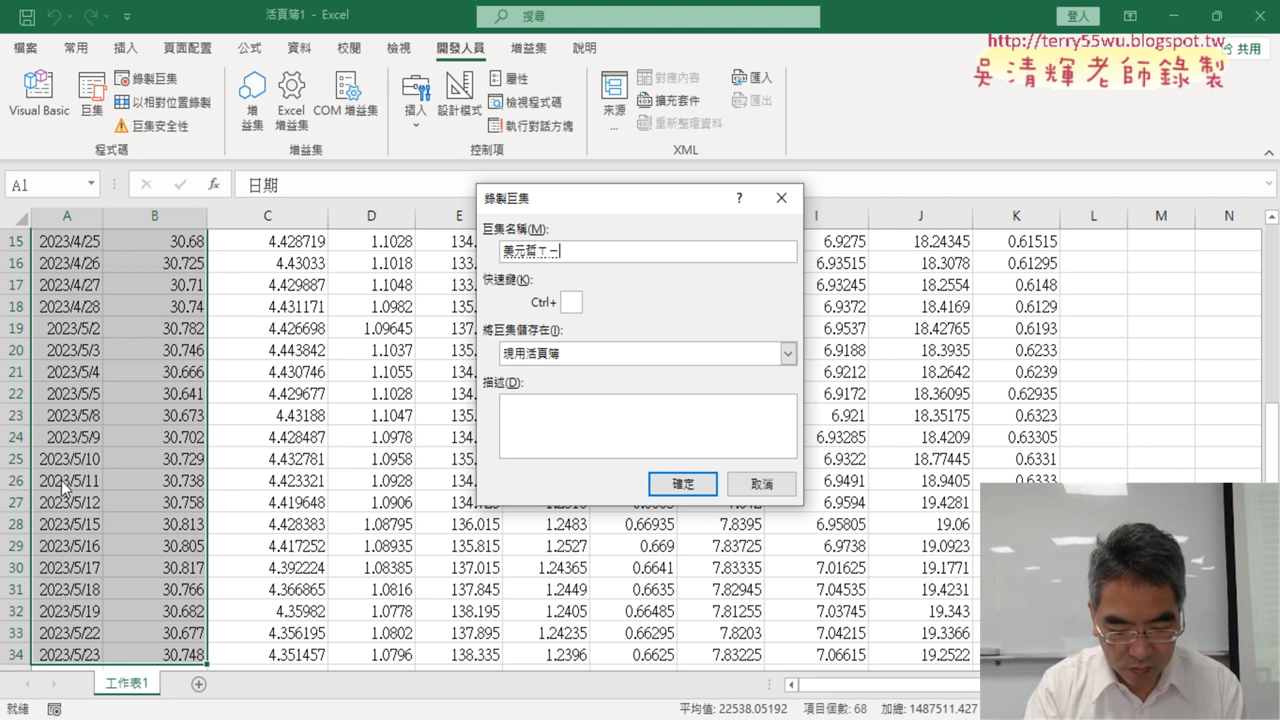 活頁簿1 - Excel
搜尋
登入
檔案 常用 插入 頁面配置 公式 資料 校閱 檢視 開發人員 增益集 說明
共用
http://terry55wu.blogspot.tw
吳清輝老師錄製
Visual Basic
巨集
錄製巨集
以相對位置錄製
巨集安全性
程式碼
增益集
Excel 增益集
COM 增益集
增益集
插入
設計模式
屬性
檢視程式碼
執行對話方塊
控制項
來源
...
對應內容
擴充套件
重新整理資料
匯入
匯出
XML
A1
fx
日期
A B C D E I J K L M N
15 2023/4/25 30.68 4.428719 1.1028 134. 6.9275 18.24345 0.61515
16 2023/4/26 30.725 4.43033 1.1018 133. 6.93515 18.3078 0.61295
17 2023/4/27 30.71 4.429887 1.1048 133. 6.93245 18.2554 0.6148
18 2023/4/28 30.74 4.431171 1.0982 135. 6.9372 18.4169 0.6129
19 2023/5/2 30.782 4.426698 1.09645 137. 6.9537 18.42765 0.6193
20 2023/5/3 30.746 4.443842 1.1037 135. 6.9188 18.3935 0.6233
21 2023/5/4 30.666 4.430746 1.1055 134. 6.9212 18.2642 0.6239
22 2023/5/5 30.641 4.429677 1.1028 134. 6.9172 18.36095 0.62935
23 2023/5/8 30.673 4.43188 1.1047 135. 6.921 18.35175 0.6323
24 2023/5/9 30.702 4.428487 1.0978 134. 6.93285 18.4209 0.63305
25 2023/5/10 30.729 4.432781 1.0958 135. 6.9322 18.77445 0.6331
26 2023/5/11 30.738 4.423321 1.0928 134. 6.9491 18.9405 0.6333
27 2023/5/12 30.758 4.419648 1.0906 6.9594 19.4281
28 2023/5/15 30.813 4.428383 1.08795 136.015 1.2483 0.66935 7.8395 6.95805 19.06
29 2023/5/16 30.805 4.417252 1.08935 135.815 1.2527 0.669 7.83725 6.9738 19.0923
30 2023/5/17 30.817 4.392224 1.08385 137.015 1.24365 0.6641 7.83335 7.01625 19.1771
31 2023/5/18 30.766 4.366865 1.0846 137.845 1.2449 0.6635 7.82945 7.04535 19.4231
32 2023/5/19 30.682 4.35982 1.0778 138.195 1.2405 0.66485 7.81255 7.03745 19.343
33 2023/5/22 30.677 4.356195 1.0802 137.895 1.24235 0.66295 7.8203 7.04215 19.3366
34 2023/5/23 30.748 4.351457 1.0796 138.335 1.2396 0.6625 7.83225 7.06615 19.2522
錄製巨集
?
巨集名稱(M):
美元哲ㄒㄧ
快速鍵(K):
Ctrl+
將巨集儲存在(I):
現用活頁簿
描述(D):
確定
取消
工作表1
就緒
平均值: 22538.05192 項目個數: 68 加總: 1487511.427